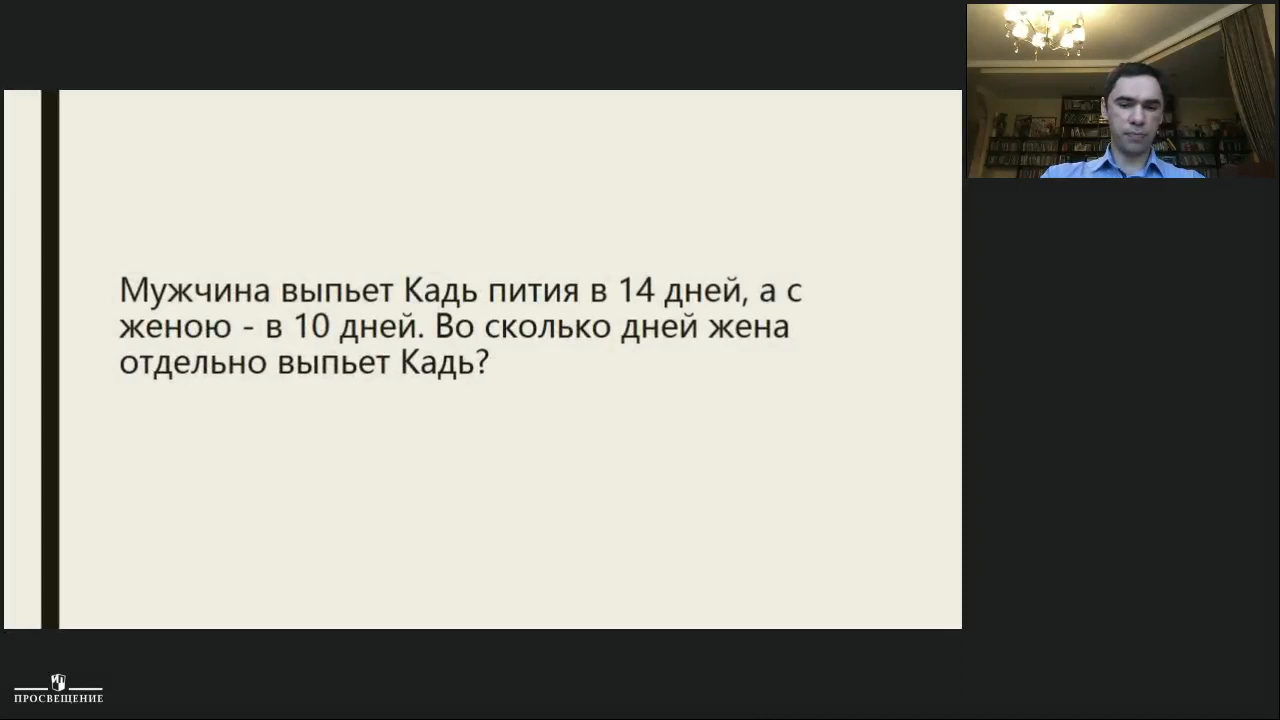 Мужчина выпьет Кадь пития в 14 дней, а с
женою - в 10 дней. Во сколько дней жена
отдельно выпьет Кадь?
ПРОСВЕЩЕНИЕ